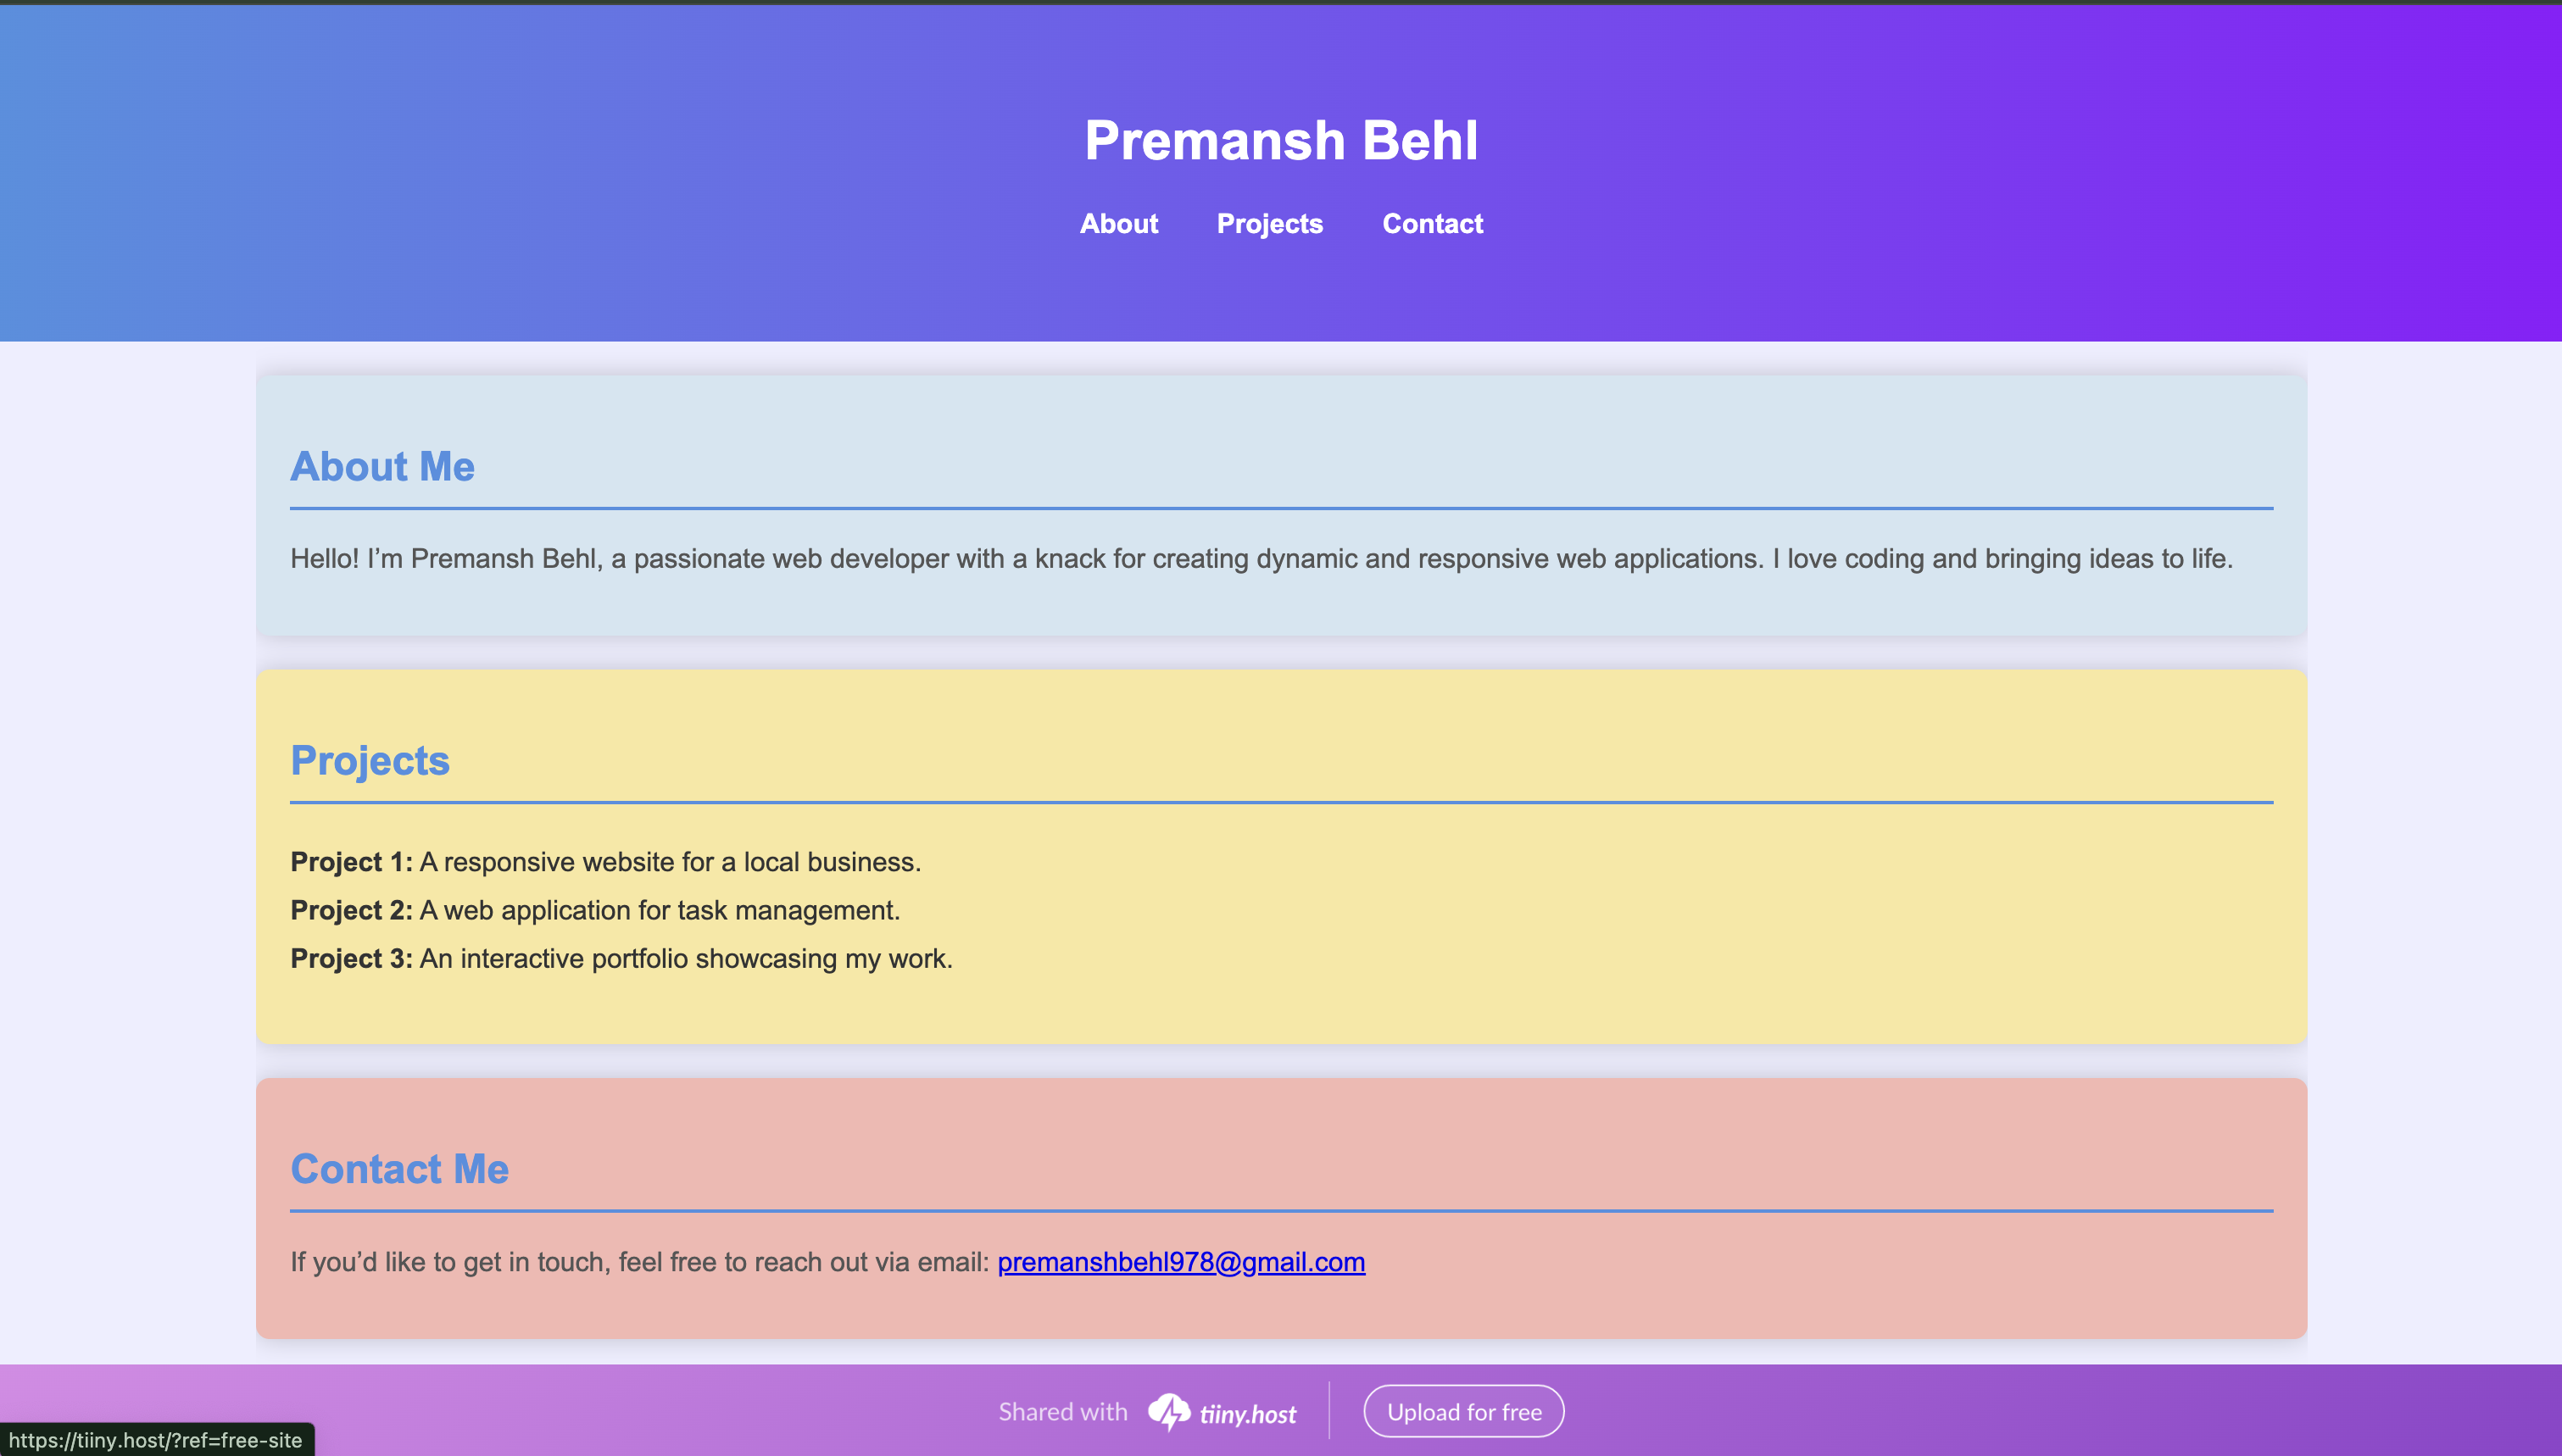 Premansh Behl
About Projects Contact
About Me
Hello! I’m Premansh Behl, a passionate web developer with a knack for creating dynamic and responsive web applications. I love coding and bringing ideas to life.
Projects
Project 1: A responsive website for a local business.
Project 2: A web application for task management.
Project 3: An interactive portfolio showcasing my work.
Contact Me
If you’d like to get in touch, feel free to reach out via email: premanshbehl978@gmail.com
Shared with tiiny.host Upload for free
https://tiiny.host/?ref=free-site